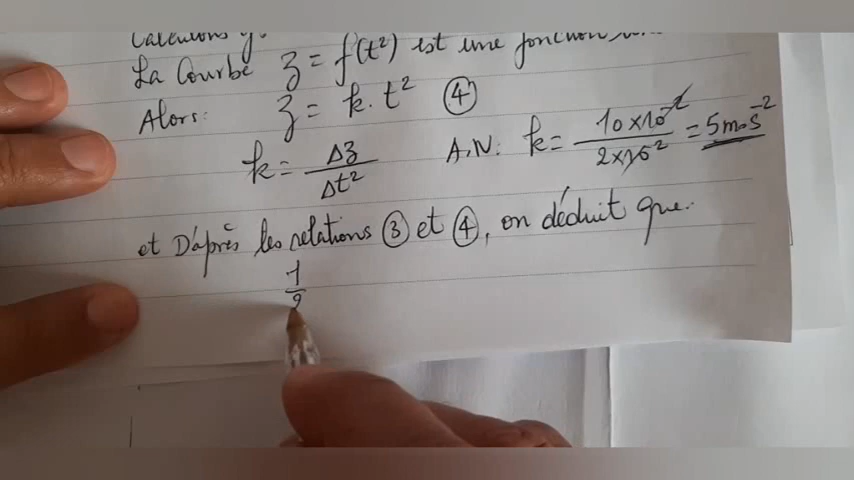 Calculons
La Courbe z = f(t²) est une fonction
Alors: z = k.t² ④
k = Δz/Δt² A.N: k = 10×10⁻²/2×10⁻² = 5m.s⁻²
et D'après les relations ③ et ④, on déduit que.
1/2